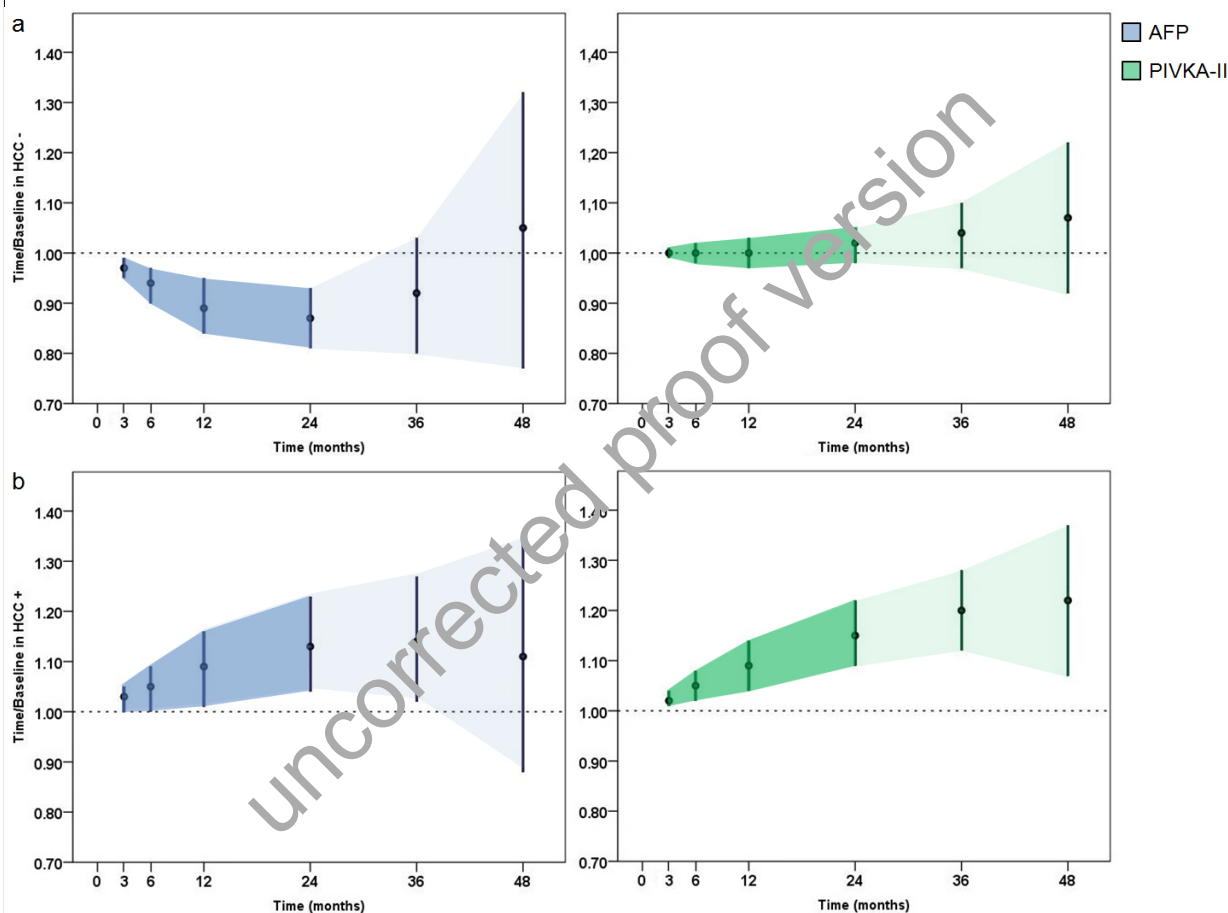 a
1.40
1.30
1.20
1.10
1.00
0.90
0.80
0.70
0 3 6 12 24 36 48
Time (months)
Time/Baseline in HCC -
1,40
1,30
1,20
1,10
1.00
0.90
0.80
0.70
0 3 6 12 24 36 48
Time (months)
AFP
PIVKA-II
b
1.40
1.30
1.20
1.10
1.00
0.90
0.80
0.70
0 3 6 12 24 36 48
Time (months)
Time/Baseline in HCC +
1.40
1.30
1.20
1.10
1.00
0.90
0.80
0.70
0 3 6 12 24 36 48
Time (months)
uncorrected proof version